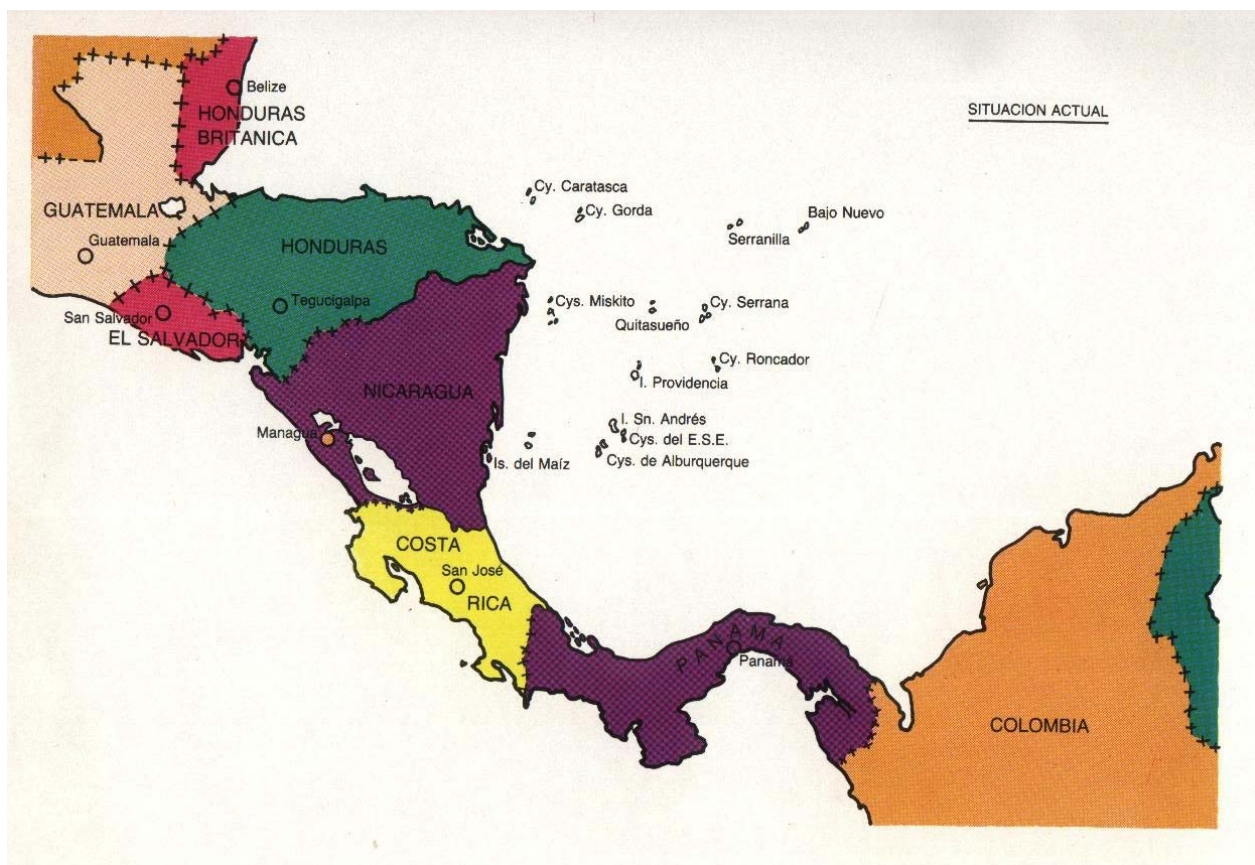 SITUACION ACTUAL
Belize
HONDURAS
BRITANICA
GUATEMALA
Guatemala
HONDURAS
Tegucigalpa
San Salvador
EL SALVADOR
NICARAGUA
Managua
Cy. Caratasca
Cy. Gorda
Serranilla
Bajo Nuevo
Cys. Miskito
Quitasueño
Cy. Serrana
Cy. Roncador
I. Providencia
I. Sn. Andrés
Cys. del E.S.E.
Cys. de Alburquerque
Is. del Maíz
COSTA
San José
RICA
PANAMA
Panamá
COLOMBIA